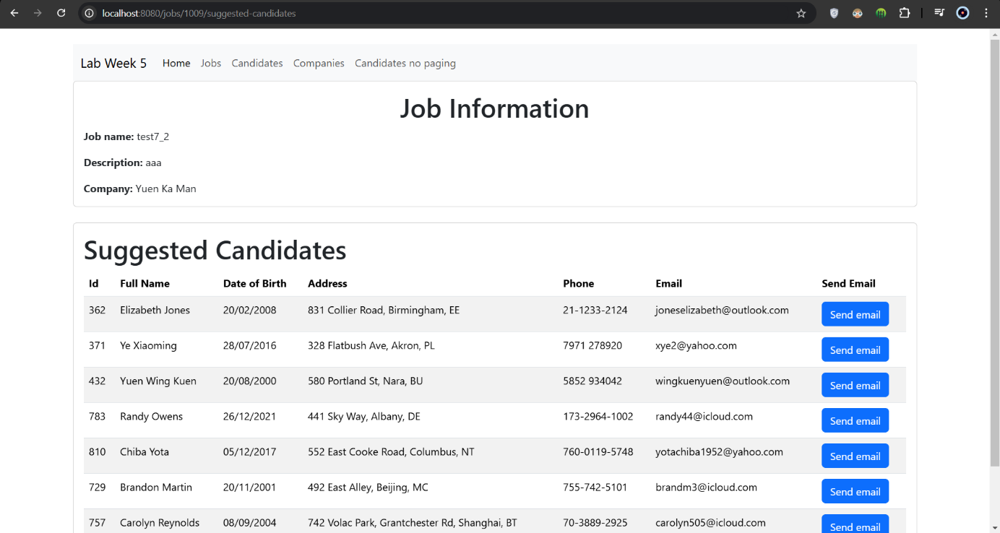 localhost:8080/jobs/1009/suggested-candidates
Lab Week 5 Home Jobs Candidates Companies Candidates no paging
Job Information
Job name: test7_2
Description: aaa
Company: Yuen Ka Man
Suggested Candidates
Id Full Name Date of Birth Address Phone Email Send Email
362 Elizabeth Jones 20/02/2008 831 Collier Road, Birmingham, EE 21-1233-2124 joneselizabeth@outlook.com Send email
371 Ye Xiaoming 28/07/2016 328 Flatbush Ave, Akron, PL 7971 278920 xye2@yahoo.com Send email
432 Yuen Wing Kuen 20/08/2000 580 Portland St, Nara, BU 5852 934042 wingkuenyuen@outlook.com Send email
783 Randy Owens 26/12/2021 441 Sky Way, Albany, DE 173-2964-1002 randy44@icloud.com Send email
810 Chiba Yota 05/12/2017 552 East Cooke Road, Columbus, NT 760-0119-5748 yotachiba1952@yahoo.com Send email
729 Brandon Martin 20/11/2001 492 East Alley, Beijing, MC 755-742-5101 brandm3@icloud.com Send email
757 Carolyn Reynolds 08/09/2004 742 Volac Park, Grantchester Rd, Shanghai, BT 70-3889-2925 carolyn505@icloud.com Send email